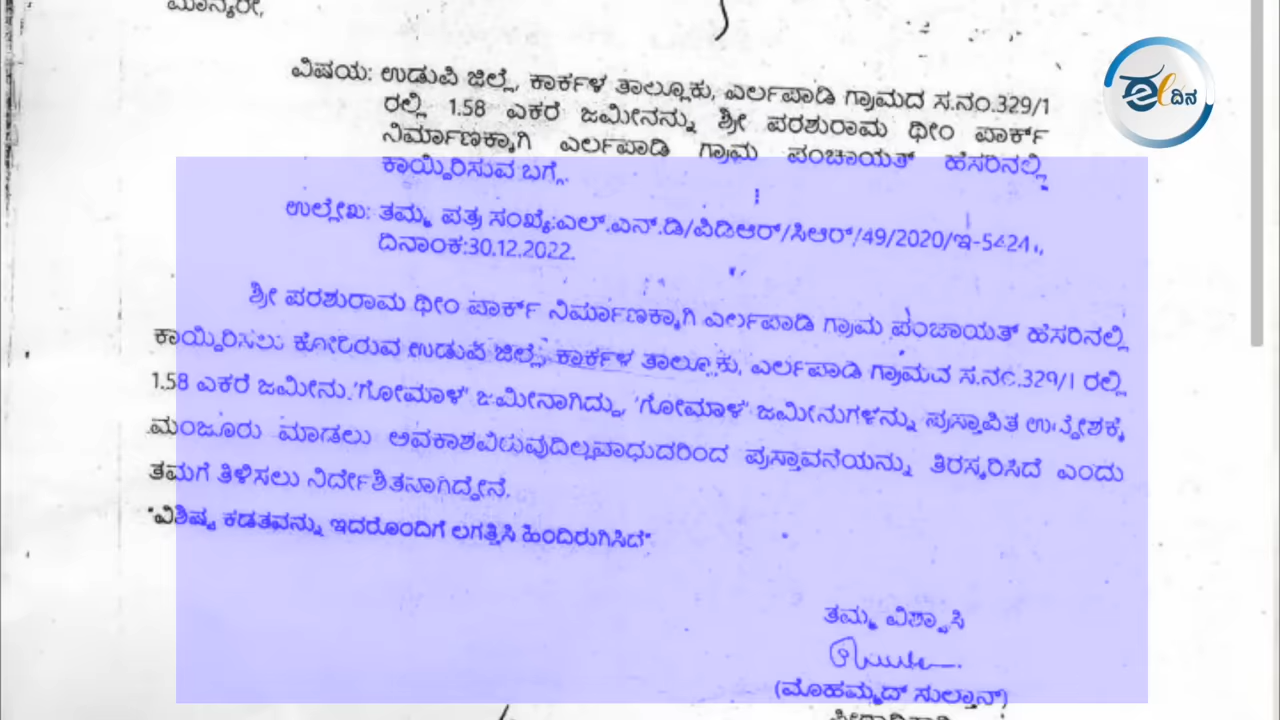 ಮಾನ್ಯರೇ,
ಈ ದಿನ
ವಿಷಯ: ಉಡುಪಿ ಜಿಲ್ಲೆ, ಕಾರ್ಕಳ ತಾಲ್ಲೂಕು, ಎರ್ಲಪಾಡಿ ಗ್ರಾಮದ ಸ.ನಂ.329/1
ರಲ್ಲಿ 1.58 ಎಕರೆ ಜಮೀನನ್ನು ಶ್ರೀ ಪರಶುರಾಮ ಥೀಂ ಪಾರ್ಕ್
ನಿರ್ಮಾಣಕ್ಕಾಗಿ ಎರ್ಲಪಾಡಿ ಗ್ರಾಮ ಪಂಚಾಯತ್ ಹೆಸರಿನಲ್ಲಿ
ಕಾಯ್ದಿರಿಸುವ ಬಗ್ಗೆ.
ಉಲ್ಲೇಖ: ತಮ್ಮ ಪತ್ರ ಸಂಖ್ಯೆ:ಎಲ್.ಎನ್.ಡಿ/ಪಿಡಿಆರ್/ಸಿಆರ್/49/2020/ಇ-5424,
ದಿನಾಂಕ:30.12.2022.
ಶ್ರೀ ಪರಶುರಾಮ ಥೀಂ ಪಾರ್ಕ್ ನಿರ್ಮಾಣಕ್ಕಾಗಿ ಎರ್ಲಪಾಡಿ ಗ್ರಾಮ ಪಂಚಾಯತ್ ಹೆಸರಿನಲ್ಲಿ
ಕಾಯ್ದಿರಿಸಲು ಕೋರಿರುವ ಉಡುಪಿ ಜಿಲ್ಲೆ, ಕಾರ್ಕಳ ತಾಲ್ಲೂಕು, ಎರ್ಲಪಾಡಿ ಗ್ರಾಮದ ಸ.ನಂ.329/1 ರಲ್ಲಿ
1.58 ಎಕರೆ ಜಮೀನು 'ಗೋಮಾಳ' ಜಮೀನಾಗಿದ್ದು, 'ಗೋಮಾಳ' ಜಮೀನುಗಳನ್ನು ಪ್ರಸ್ತಾಪಿತ ಉದ್ದೇಶಕ್ಕೆ
ಮಂಜೂರು ಮಾಡಲು ಅವಕಾಶವಿರುವುದಿಲ್ಲವಾಧುದರಿಂದ ಪ್ರಸ್ತಾವನೆಯನ್ನು ತಿರಸ್ಕರಿಸಿದೆ ಎಂದು
ತಮಗೆ ತಿಳಿಸಲು ನಿರ್ದೇಶಿತನಾಗಿದ್ದೇನೆ.
"ವಿಶಿಷ್ಟ ಕಡತವನ್ನು ಇದರೊಂದಿಗೆ ಲಗತ್ತಿಸಿ ಹಿಂದಿರುಗಿಸಿದೆ"
ತಮ್ಮ ವಿಶ್ವಾಸಿ
(ಮೊಹಮ್ಮದ್ ಸುಲ್ತಾನ್)